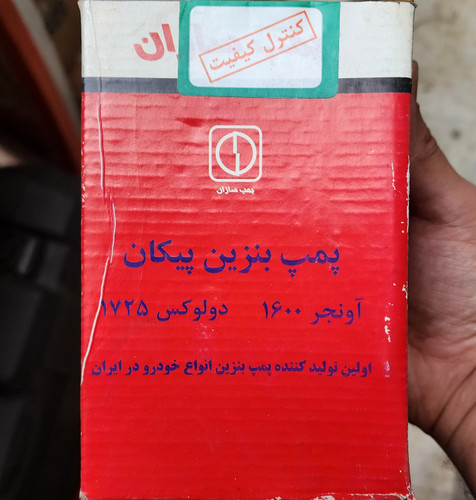 کنترل کیفیت
پمپ سازان
پمپ بنزین پیکان
آونجر ۱۶۰۰ دولوکس ۱۷۲۵
اولین تولید کننده پمپ بنزین انواع خودرو در ایران